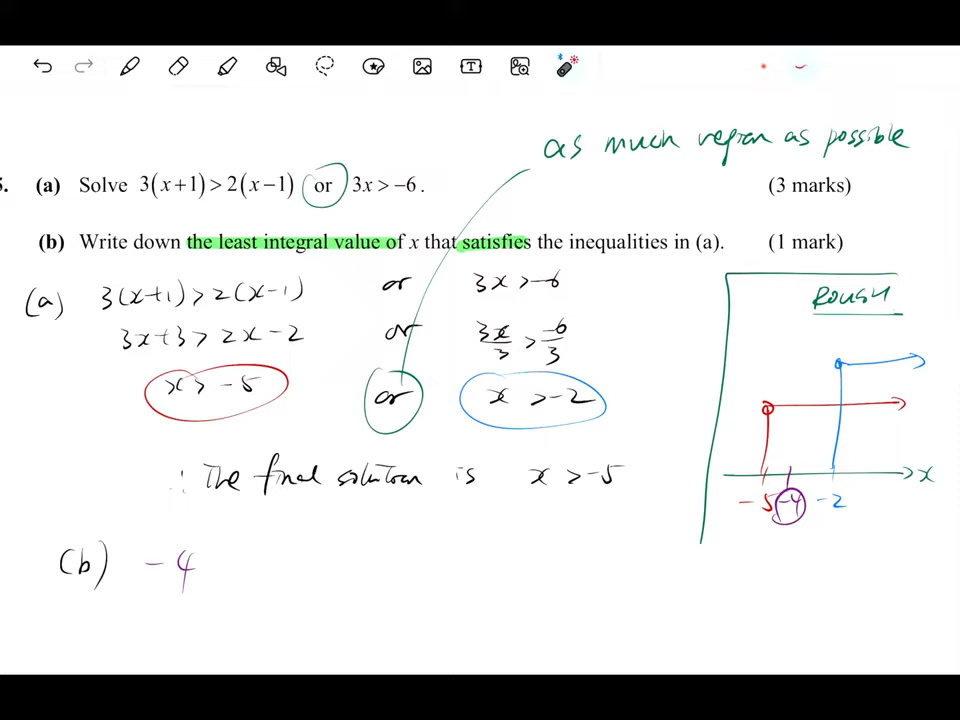 as much region as possible
5. (a) Solve 3(x+1) > 2(x−1) or 3x > −6. (3 marks)
(b) Write down the least integral value of x that satisfies the inequalities in (a). (1 mark)
(a) 3(x+1) > 2(x−1) or 3x > −6
3x+3 > 2x−2 or 3x/3 > −6/3
x > −5 or x > −2
∴ The final solution is x > −5
(b) −4
ROUGH
x
−5 −4 −2